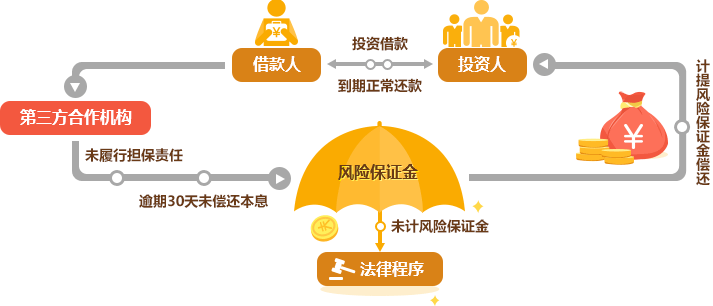 借款人
投资借款
到期正常还款
投资人
第三方合作机构
未履行担保责任
逾期30天未偿还本息
风险保证金
计提风险保证金偿还
¥
¥
¥
¥
未计风险保证金
法律程序